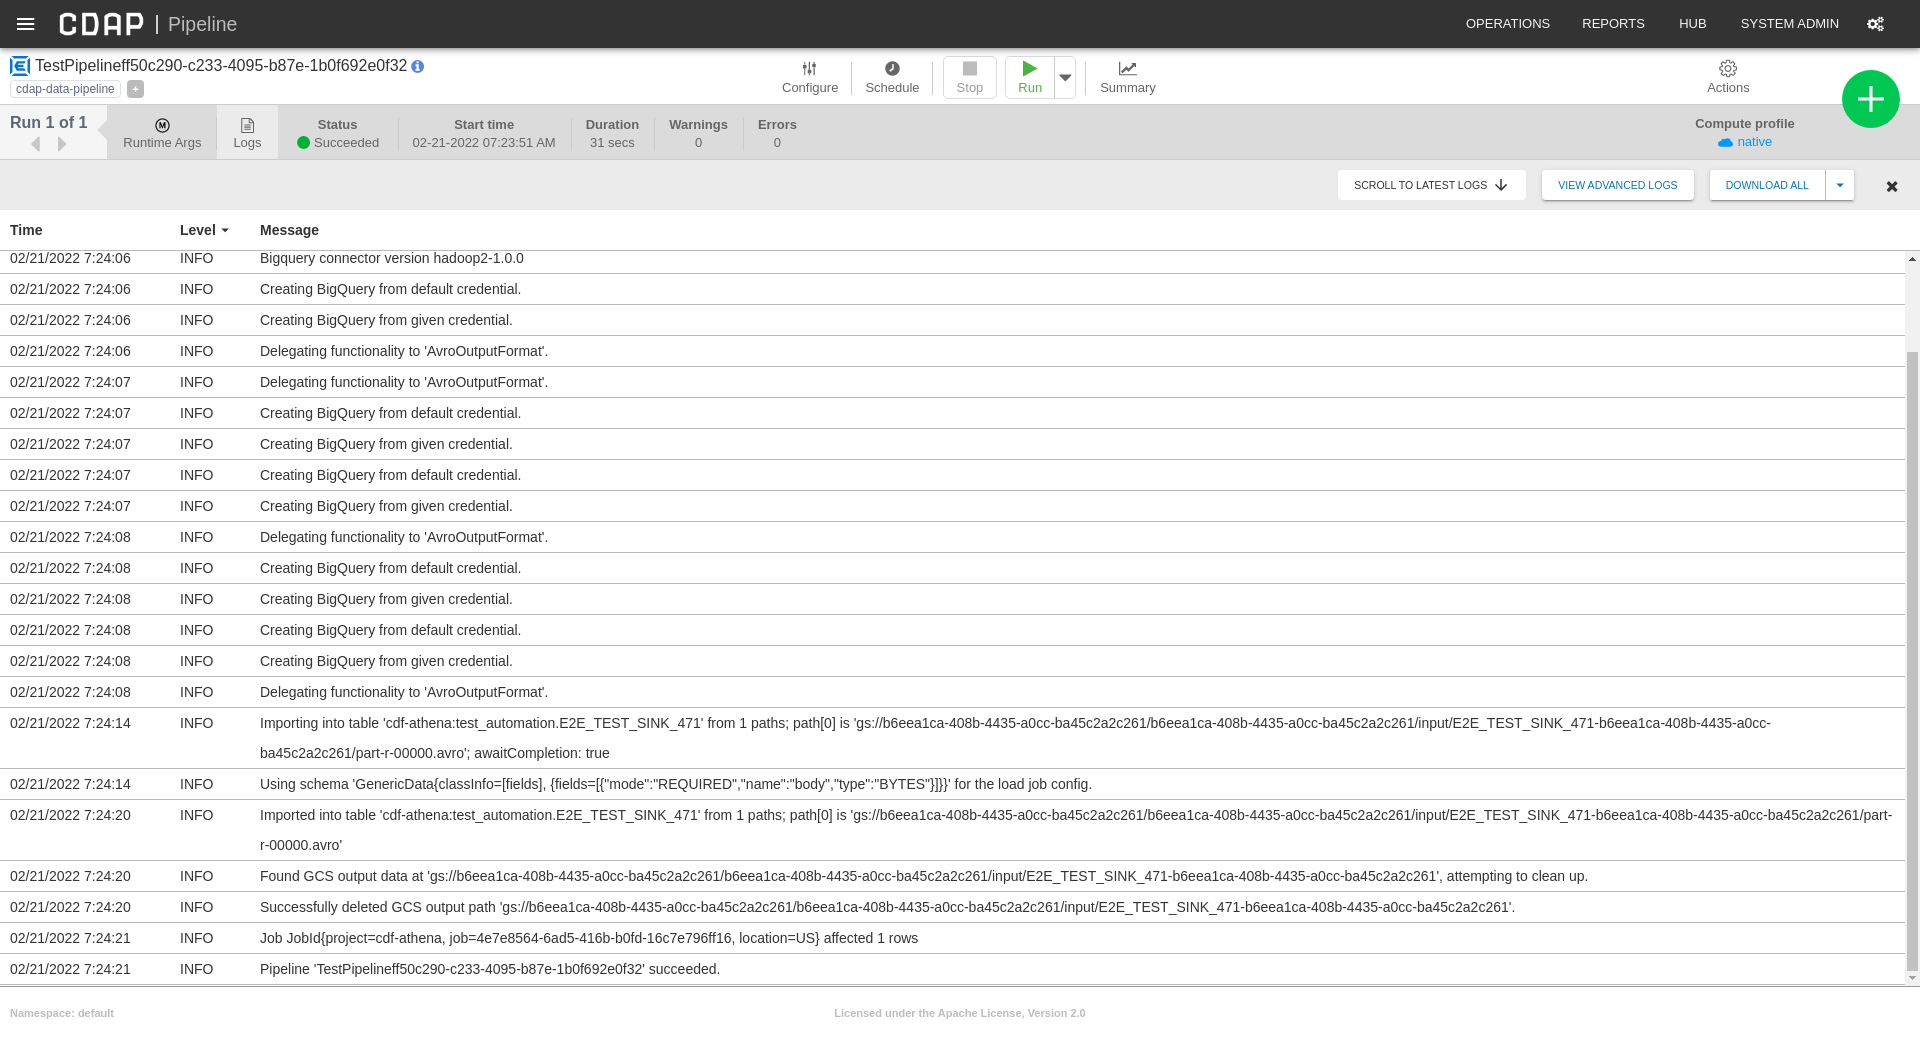 CDAP | Pipeline
OPERATIONS REPORTS HUB SYSTEM ADMIN
TestPipelineff50c290-c233-4095-b87e-1b0f692e0f32
cdap-data-pipeline +
Configure Schedule Stop Run Summary Actions
Run 1 of 1
Runtime Args
Logs
Status
Succeeded
Start time
02-21-2022 07:23:51 AM
Duration
31 secs
Warnings
0
Errors
0
Compute profile
native
SCROLL TO LATEST LOGS VIEW ADVANCED LOGS DOWNLOAD ALL
Time Level Message
02/21/2022 7:24:06 INFO Bigquery connector version hadoop2-1.0.0
02/21/2022 7:24:06 INFO Creating BigQuery from default credential.
02/21/2022 7:24:06 INFO Creating BigQuery from given credential.
02/21/2022 7:24:06 INFO Delegating functionality to 'AvroOutputFormat'.
02/21/2022 7:24:07 INFO Delegating functionality to 'AvroOutputFormat'.
02/21/2022 7:24:07 INFO Creating BigQuery from default credential.
02/21/2022 7:24:07 INFO Creating BigQuery from given credential.
02/21/2022 7:24:07 INFO Creating BigQuery from default credential.
02/21/2022 7:24:07 INFO Creating BigQuery from given credential.
02/21/2022 7:24:08 INFO Delegating functionality to 'AvroOutputFormat'.
02/21/2022 7:24:08 INFO Creating BigQuery from default credential.
02/21/2022 7:24:08 INFO Creating BigQuery from given credential.
02/21/2022 7:24:08 INFO Creating BigQuery from default credential.
02/21/2022 7:24:08 INFO Creating BigQuery from given credential.
02/21/2022 7:24:08 INFO Delegating functionality to 'AvroOutputFormat'.
02/21/2022 7:24:14 INFO Importing into table 'cdf-athena:test_automation.E2E_TEST_SINK_471' from 1 paths; path[0] is 'gs://b6eea1ca-408b-4435-a0cc-ba45c2a2c261/b6eea1ca-408b-4435-a0cc-ba45c2a2c261/input/E2E_TEST_SINK_471-b6eea1ca-408b-4435-a0cc-
ba45c2a2c261/part-r-00000.avro'; awaitCompletion: true
02/21/2022 7:24:14 INFO Using schema 'GenericData{classInfo=[fields], {fields=[{"mode":"REQUIRED","name":"body","type":"BYTES"}]}}' for the load job config.
02/21/2022 7:24:20 INFO Imported into table 'cdf-athena:test_automation.E2E_TEST_SINK_471' from 1 paths; path[0] is 'gs://b6eea1ca-408b-4435-a0cc-ba45c2a2c261/b6eea1ca-408b-4435-a0cc-ba45c2a2c261/input/E2E_TEST_SINK_471-b6eea1ca-408b-4435-a0cc-ba45c2a2c261/part-
r-00000.avro'
02/21/2022 7:24:20 INFO Found GCS output data at 'gs://b6eea1ca-408b-4435-a0cc-ba45c2a2c261/b6eea1ca-408b-4435-a0cc-ba45c2a2c261/input/E2E_TEST_SINK_471-b6eea1ca-408b-4435-a0cc-ba45c2a2c261', attempting to clean up.
02/21/2022 7:24:20 INFO Successfully deleted GCS output path 'gs://b6eea1ca-408b-4435-a0cc-ba45c2a2c261/b6eea1ca-408b-4435-a0cc-ba45c2a2c261/input/E2E_TEST_SINK_471-b6eea1ca-408b-4435-a0cc-ba45c2a2c261'.
02/21/2022 7:24:21 INFO Job JobId{project=cdf-athena, job=4e7e8564-6ad5-416b-b0fd-16c7e796ff16, location=US} affected 1 rows
02/21/2022 7:24:21 INFO Pipeline 'TestPipelineff50c290-c233-4095-b87e-1b0f692e0f32' succeeded.
Namespace: default
Licensed under the Apache License, Version 2.0